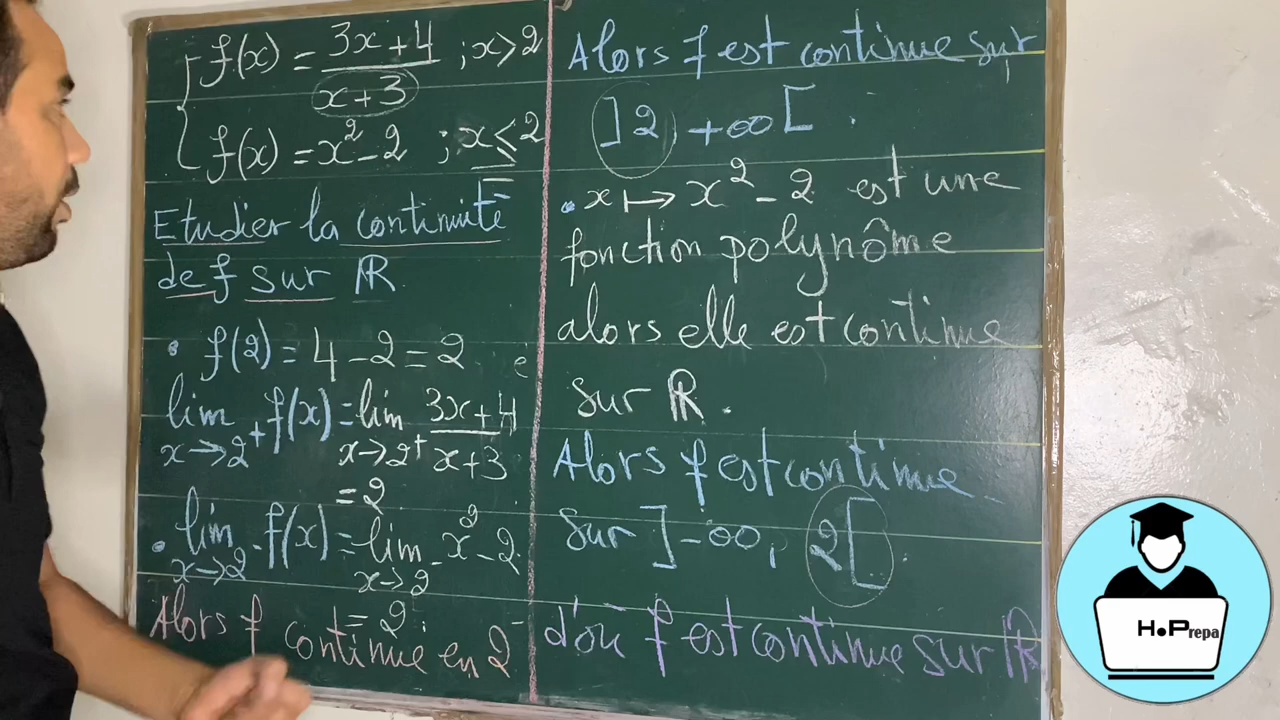 f(x) = (3x+4)/(x+3) ; x>2
f(x) = x² - 2 ; x ≤ 2
Etudier la continuité
de f sur ℝ.
• f(2) = 4 - 2 = 2
lim x→2⁺ f(x) = lim x→2⁺ (3x+4)/(x+3)
= 2
• lim x→2⁻ f(x) = lim x→2⁻ x² - 2
= 2.
Alors f continue en 2
Alors f est continue sur
]2, +∞[ .
• x ↦ x² - 2 est une
fonction polynôme
alors elle est continue
sur ℝ.
Alors f est continue
sur ]-∞, 2[ .
d'où f est continue sur ℝ
H.Prepa